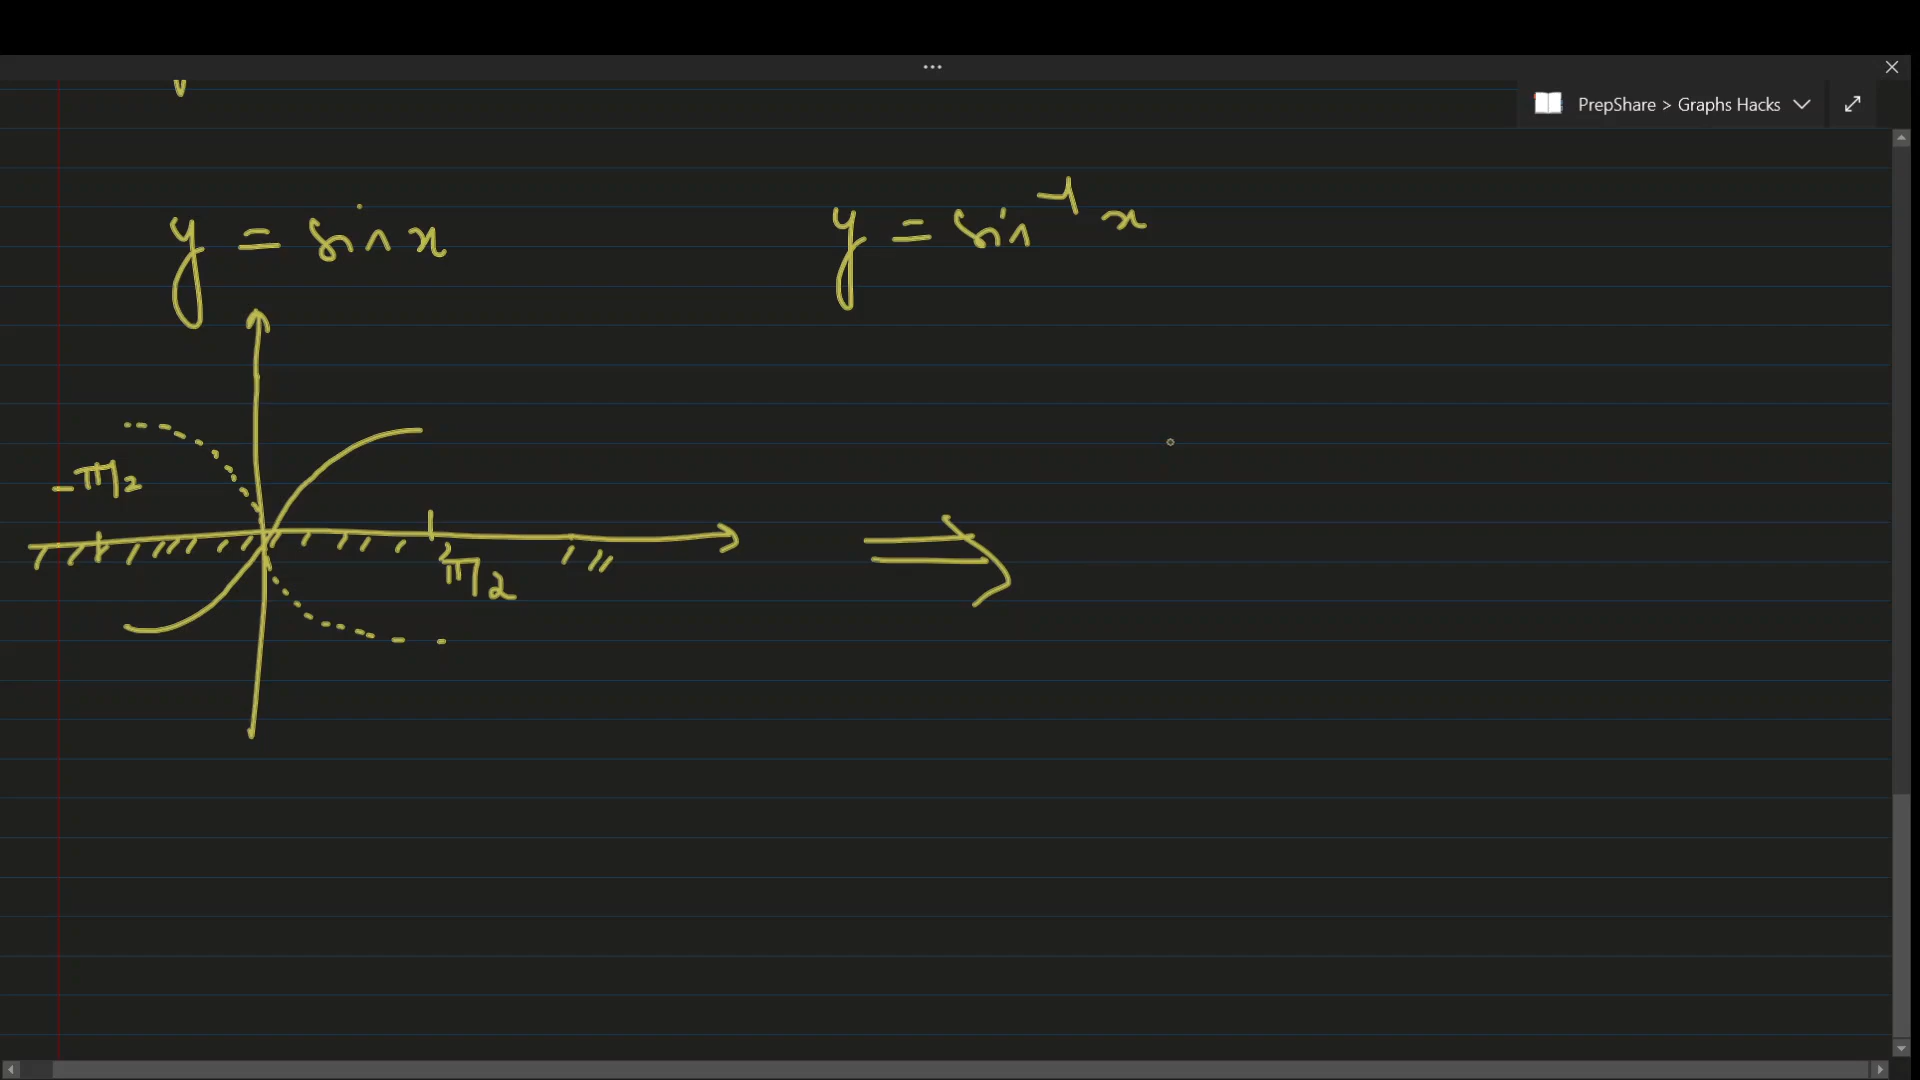 PrepShare > Graphs Hacks
y = sin x
y = sin⁻¹ x
-π/2
π/2